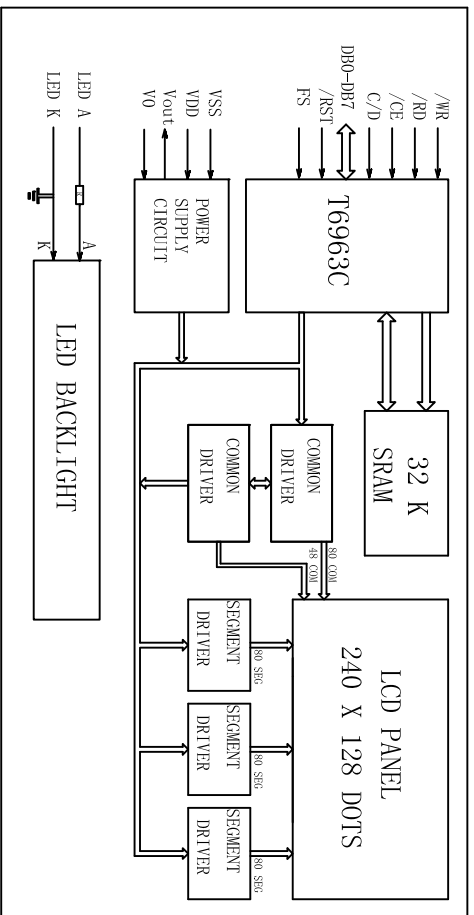 /WR
/RD
/CE
C/D
DB0-DB7
/RST
FS
T6963C
32 K
SRAM
VSS
VDD
Vout
V0
POWER
SUPPLY
CIRCUIT
COMMON
DRIVER
COMMON
DRIVER
80 COM
48 COM
LCD PANEL
240 X 128 DOTS
SEGMENT
DRIVER
80 SEG
SEGMENT
DRIVER
80 SEG
SEGMENT
DRIVER
80 SEG
LED A
LED K
R
A
K
LED BACKLIGHT